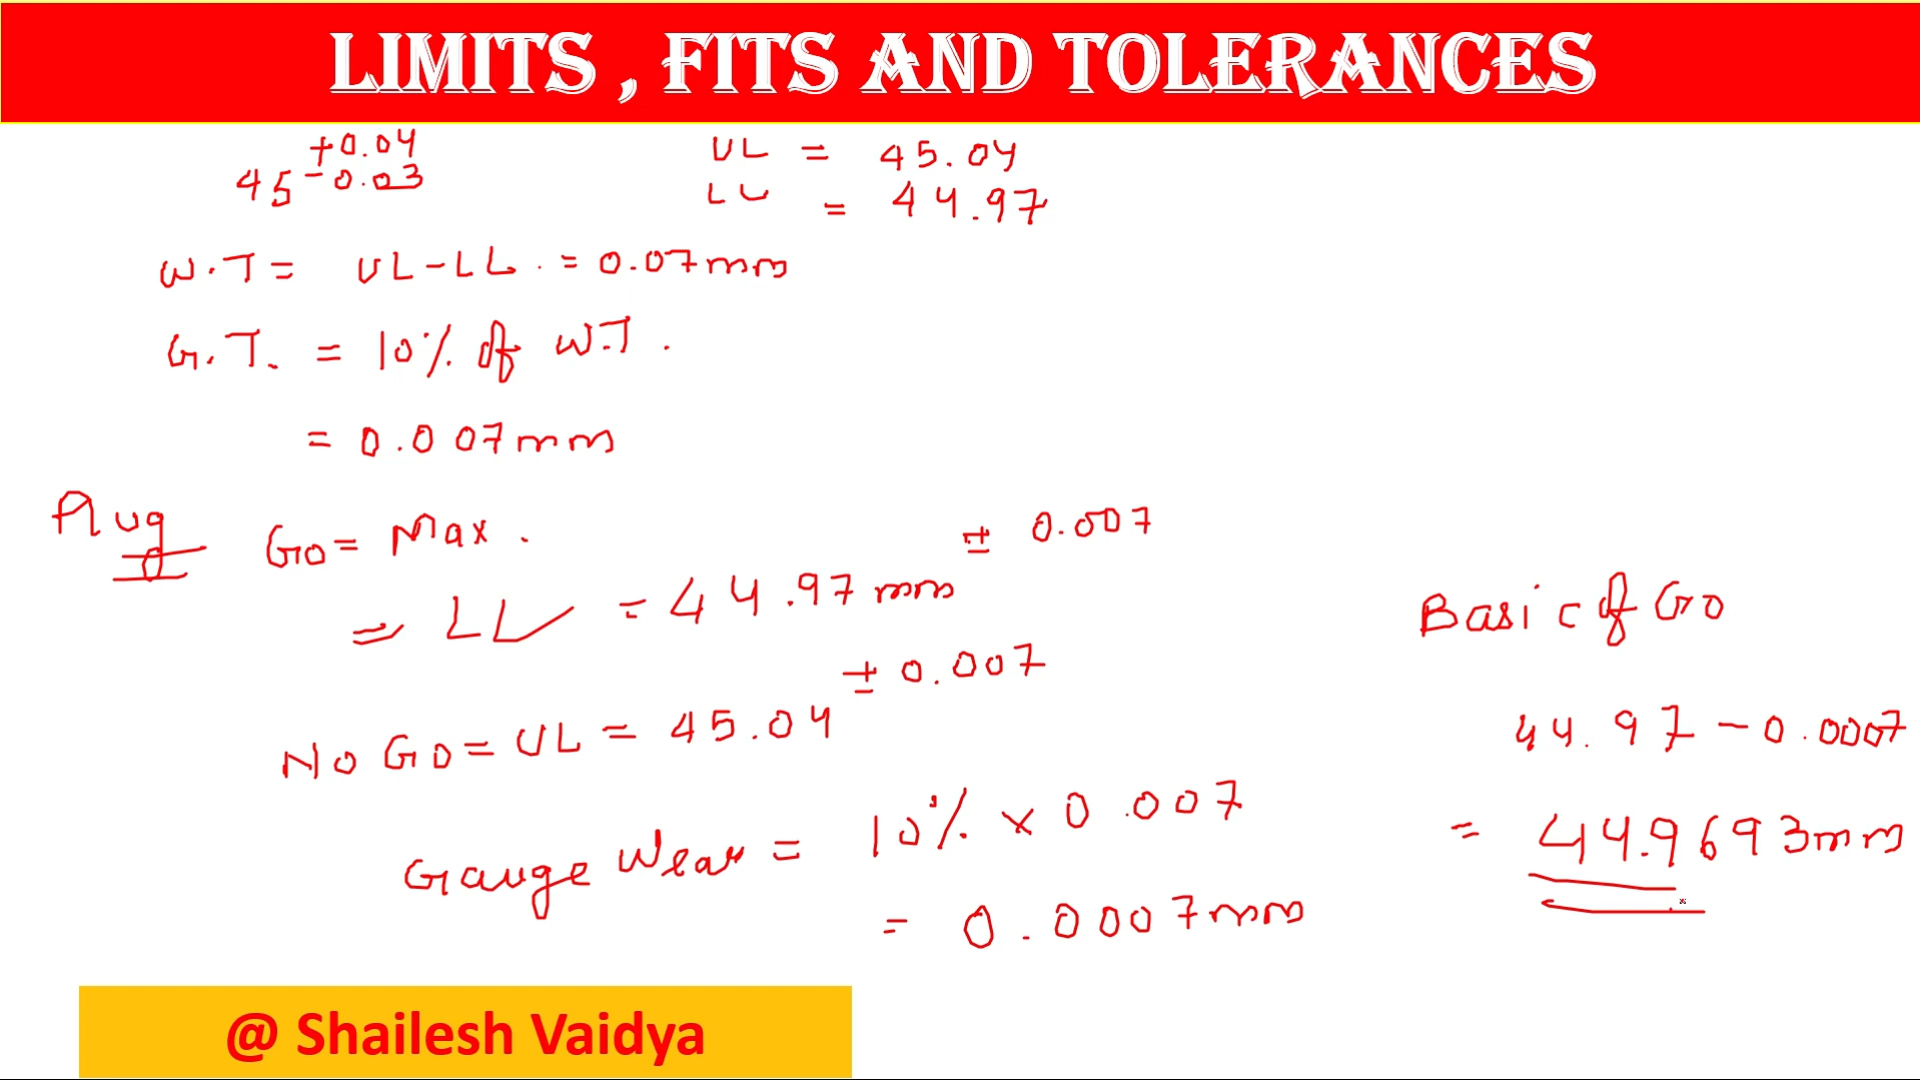 LIMITS , FITS AND TOLERANCES
45 +0.04 -0.03
UL = 45.04
LL = 44.97
W.T = UL-LL . = 0.07mm
G.T. = 10% of W.T .
= 0.007mm
Plug
Go = Max .
= LL = 44.97mm ± 0.007
No Go = UL = 45.04 ± 0.007
Gauge Wear = 10% x 0.007
= 0.0007mm
Basic of Go
44.97 - 0.0007
= 44.9693mm
@ Shailesh Vaidya